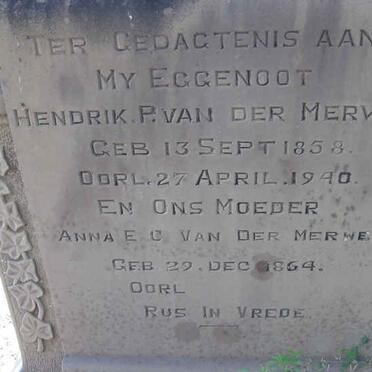 TER GEDAGTENIS AAN
MY EGGENOOT
HENDRIK. P. VAN DER MERW
GEB 13 SEPT 1858.
OORL. 27 APRIL. 1940.
EN ONS MOEDER
ANNA E. C. VAN DER MERWE
GEB. 29. DEC 1864.
OORL
RUS IN VREDE